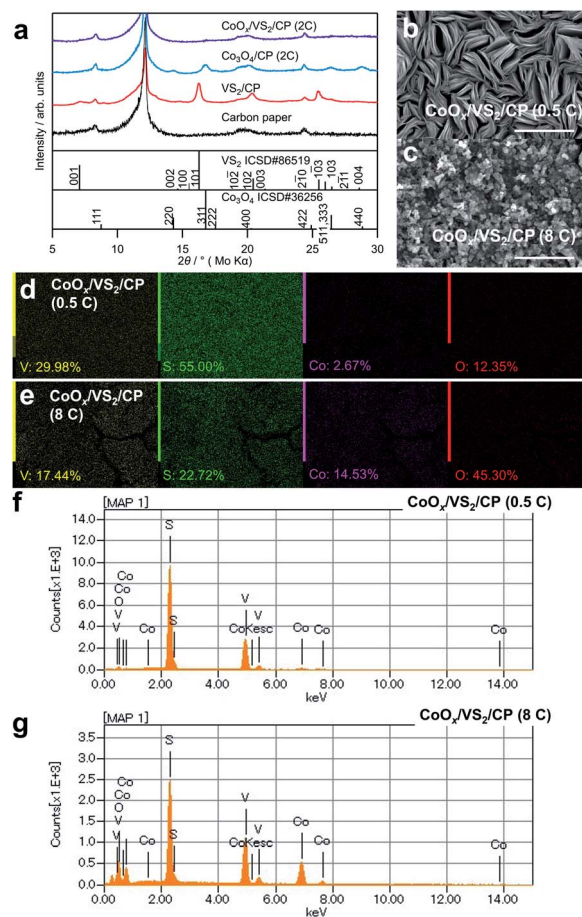 a
CoOx/VS2/CP (2C)
Co3O4/CP (2C)
VS2/CP
Carbon paper
Intensity / arb. units
VS2 ICSD#86519
001
002
100
101
1̄02
102
003
2̄10
1̄03
103
2̄11
004
Co3O4 ICSD#36256
111
220
311
222
400
422
511,333
440
5 10 15 20 25 30
2θ / ° ( Mo Kα)
b
CoOx/VS2/CP (0.5 C)
c
CoOx/VS2/CP (8 C)
d CoOx/VS2/CP
(0.5 C)
V: 29.98% S: 55.00% Co: 2.67% O: 12.35%
e CoOx/VS2/CP
(8 C)
V: 17.44% S: 22.72% Co: 14.53% O: 45.30%
f
[MAP 1] CoOx/VS2/CP (0.5 C)
Counts[x1.E+3]
14.0
12.0
10.0
8.0
6.0
4.0
2.0
0.0
Co
Co
O
V
V
Co
S
S
V
CoKesc
V
Co
Co
Co
0.00 2.00 4.00 6.00 8.00 10.00 12.00 14.00
keV
g
[MAP 1] CoOx/VS2/CP (8 C)
Counts[x1.E+3]
3.5
3.0
2.5
2.0
1.5
1.0
0.5
0.0
Co
Co
O
V
V
Co
S
S
V
CoKesc
V
Co
Co
Co
0.00 2.00 4.00 6.00 8.00 10.00 12.00 14.00
keV